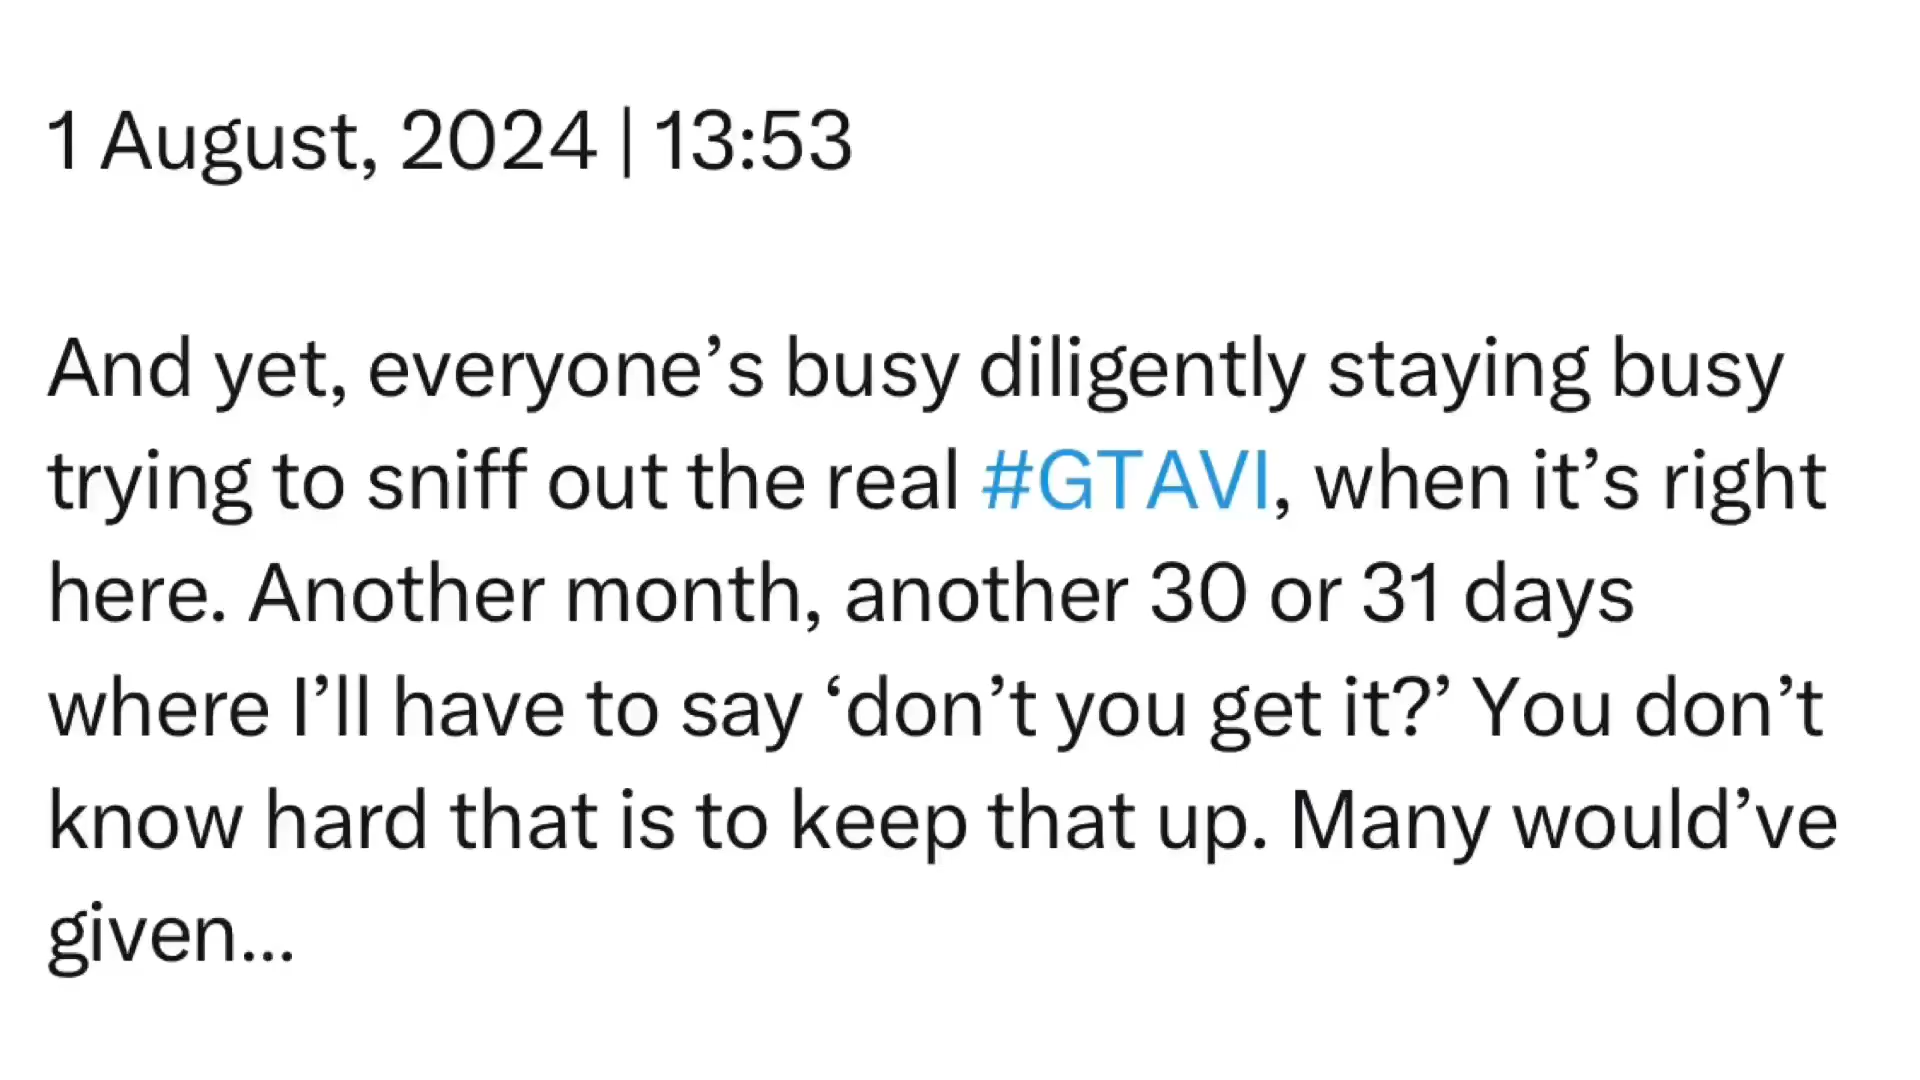 1 August, 2024 | 13:53
And yet, everyone’s busy diligently staying busy
trying to sniff out the real #GTAVI, when it’s right
here. Another month, another 30 or 31 days
where I’ll have to say ‘don’t you get it?’ You don’t
know hard that is to keep that up. Many would’ve
given...